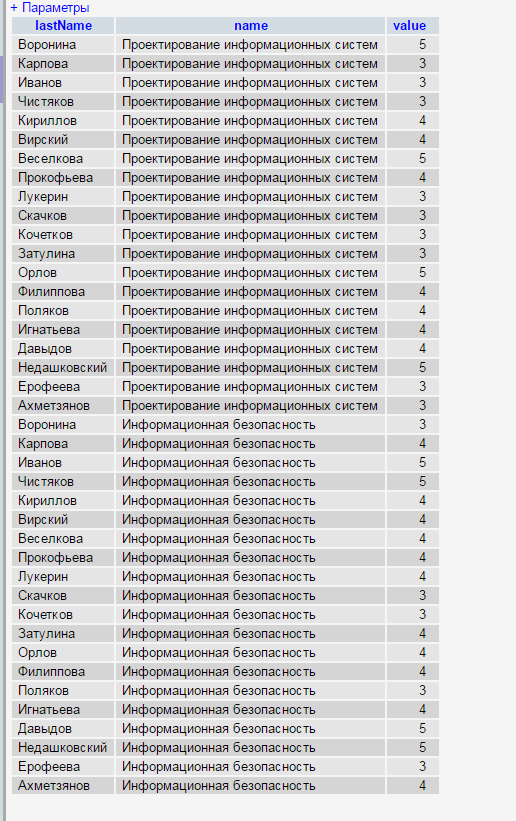 + Параметры
lastName name value
Воронина Проектирование информационных систем 5
Карпова Проектирование информационных систем 3
Иванов Проектирование информационных систем 3
Чистяков Проектирование информационных систем 3
Кириллов Проектирование информационных систем 4
Вирский Проектирование информационных систем 4
Веселкова Проектирование информационных систем 5
Прокофьева Проектирование информационных систем 4
Лукерин Проектирование информационных систем 3
Скачков Проектирование информационных систем 3
Кочетков Проектирование информационных систем 3
Затулина Проектирование информационных систем 3
Орлов Проектирование информационных систем 5
Филиппова Проектирование информационных систем 4
Поляков Проектирование информационных систем 4
Игнатьева Проектирование информационных систем 4
Давыдов Проектирование информационных систем 4
Недашковский Проектирование информационных систем 5
Ерофеева Проектирование информационных систем 3
Ахметзянов Проектирование информационных систем 3
Воронина Информационная безопасность 3
Карпова Информационная безопасность 4
Иванов Информационная безопасность 5
Чистяков Информационная безопасность 5
Кириллов Информационная безопасность 4
Вирский Информационная безопасность 4
Веселкова Информационная безопасность 4
Прокофьева Информационная безопасность 4
Лукерин Информационная безопасность 4
Скачков Информационная безопасность 3
Кочетков Информационная безопасность 3
Затулина Информационная безопасность 4
Орлов Информационная безопасность 4
Филиппова Информационная безопасность 4
Поляков Информационная безопасность 3
Игнатьева Информационная безопасность 4
Давыдов Информационная безопасность 5
Недашковский Информационная безопасность 5
Ерофеева Информационная безопасность 3
Ахметзянов Информационная безопасность 4